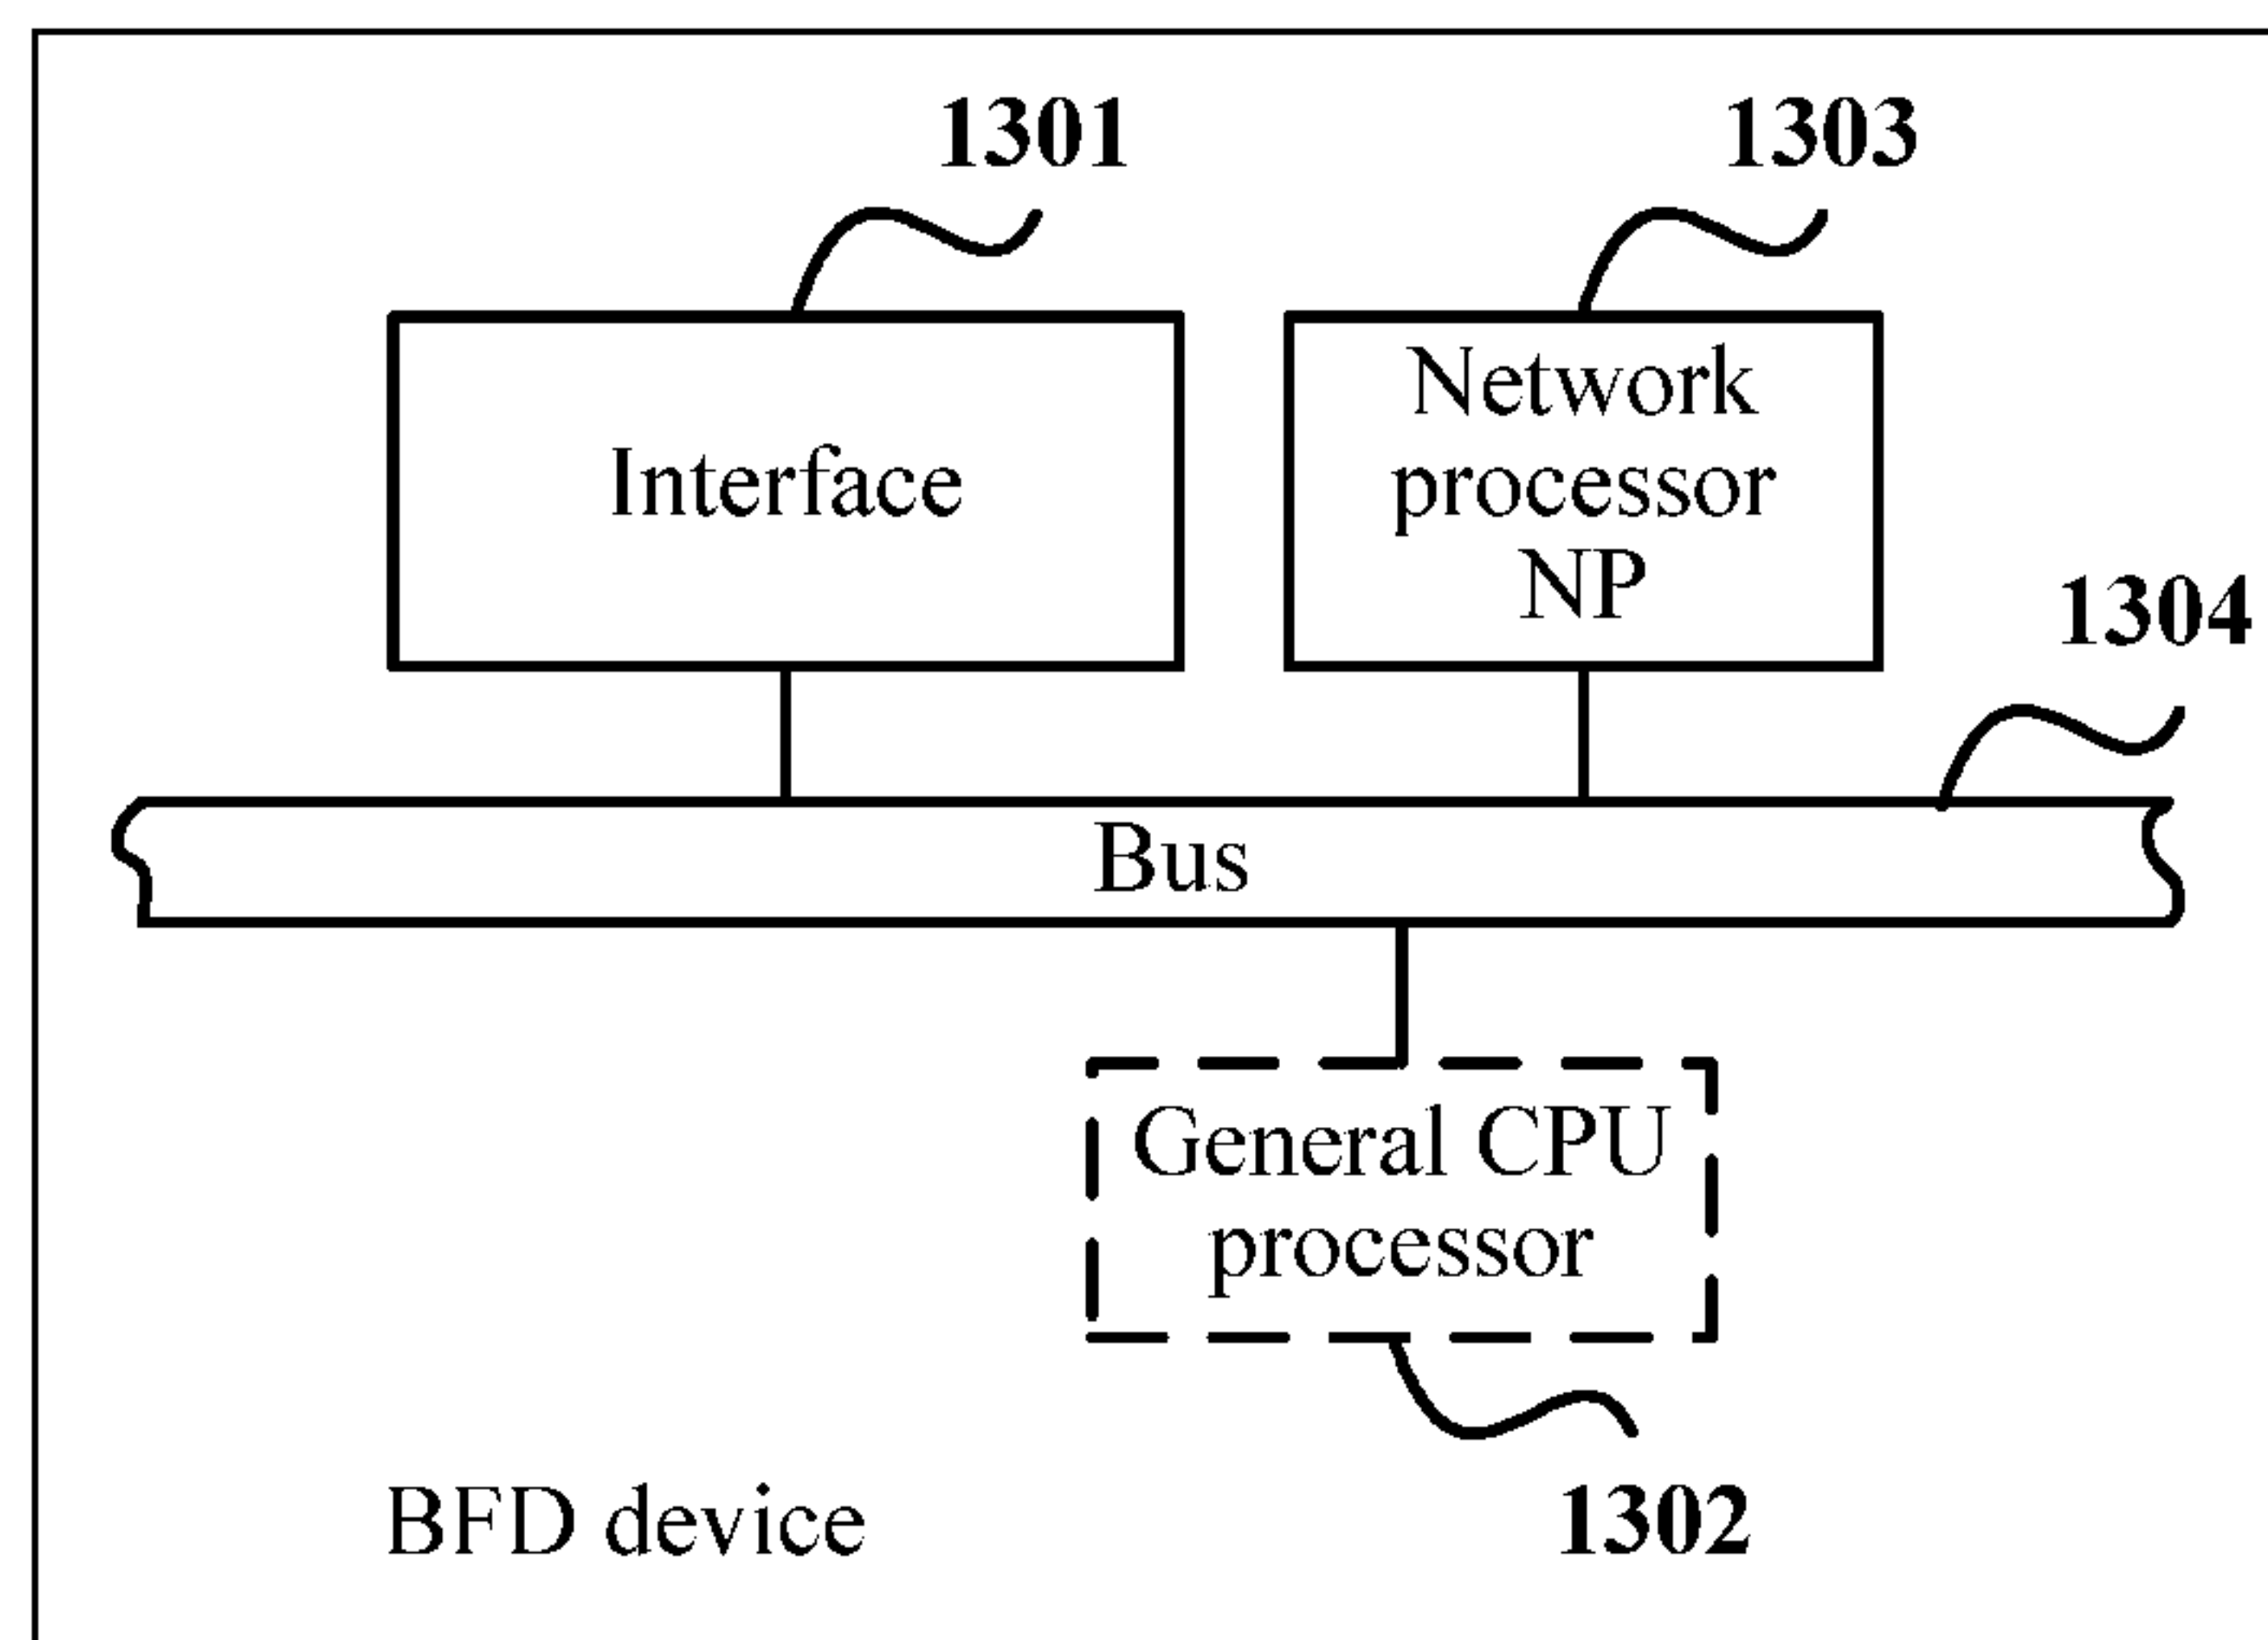 1301
1303
Interface
Network
processor
NP
1304
Bus
General CPU
processor
BFD device
1302